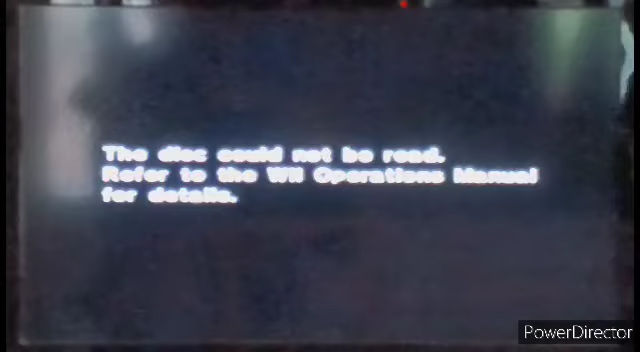 The disc could not be read.
Refer to the Wii Operations Manual
for details.
PowerDirector